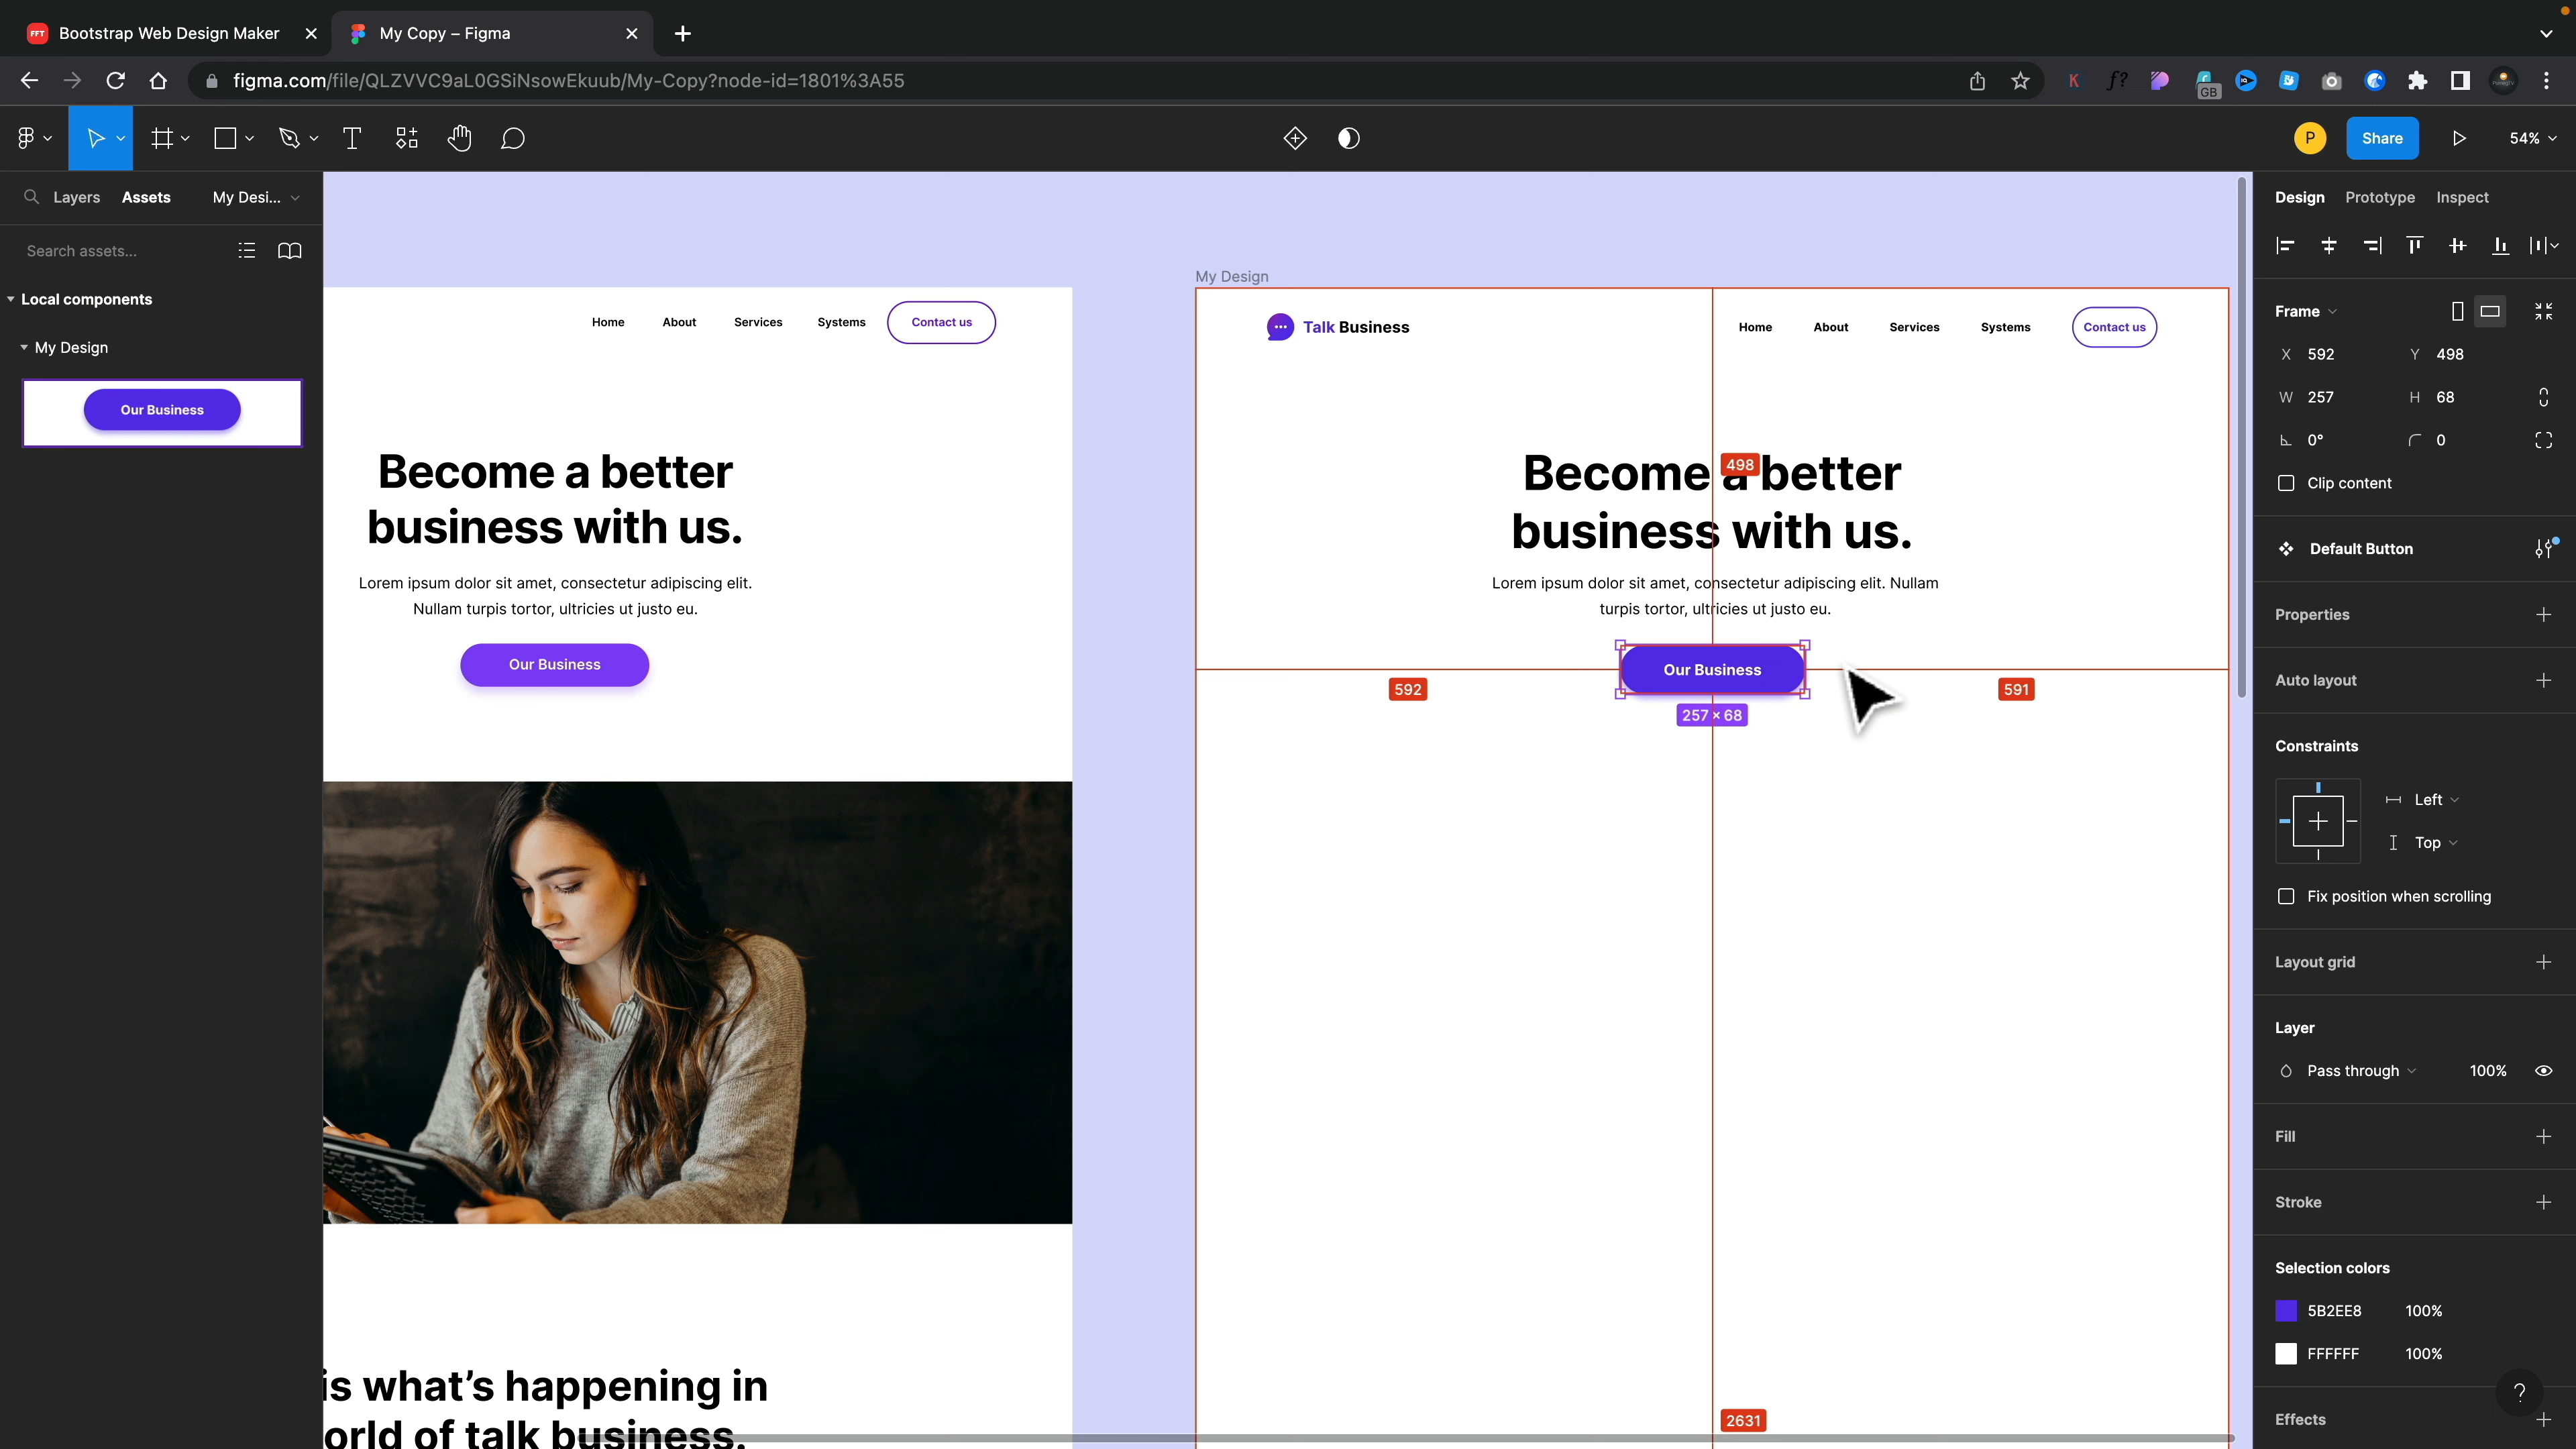 FFT Bootstrap Web Design Maker
My Copy – Figma
figma.com/file/QLZVVC9aL0GSiNsowEkuub/My-Copy?node-id=1801%3A55
K
f?
GB
P
Share
54%
Layers
Assets
My Desi...
Search assets...
Local components
My Design
Our Business
Home
About
Services
Systems
Contact us
Become a better
business with us.
Lorem ipsum dolor sit amet, consectetur adipiscing elit.
Nullam turpis tortor, ultricies ut justo eu.
Our Business
is what's happening in
orld of talk business.
My Design
Talk Business
Home
About
Services
Systems
Contact us
498
Become a better
business with us.
Lorem ipsum dolor sit amet, consectetur adipiscing elit. Nullam
turpis tortor, ultricies ut justo eu.
Our Business
592
591
257 × 68
2631
Design
Prototype
Inspect
Frame
X 592
Y 498
W 257
H 68
0°
0
Clip content
Default Button
Properties
Auto layout
Constraints
Left
Top
Fix position when scrolling
Layout grid
Layer
Pass through
100%
Fill
Stroke
Selection colors
5B2EE8 100%
FFFFFF 100%
?
Effects